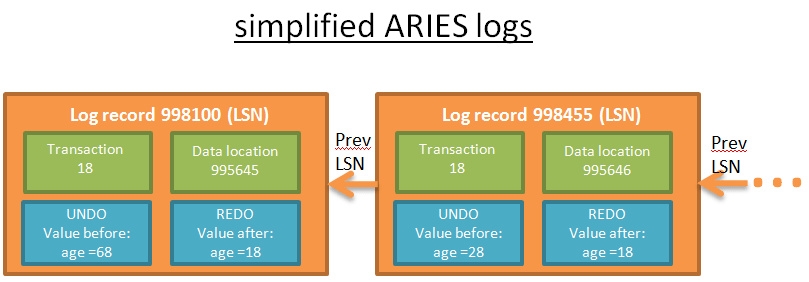 simplified ARIES logs
Log record 998100 (LSN)
Transaction
18
Data location
995645
UNDO
Value before:
age =68
REDO
Value after:
age =18
Prev
LSN
Log record 998455 (LSN)
Transaction
18
Data location
995646
UNDO
Value before:
age =28
REDO
Value after:
age =18
Prev
LSN